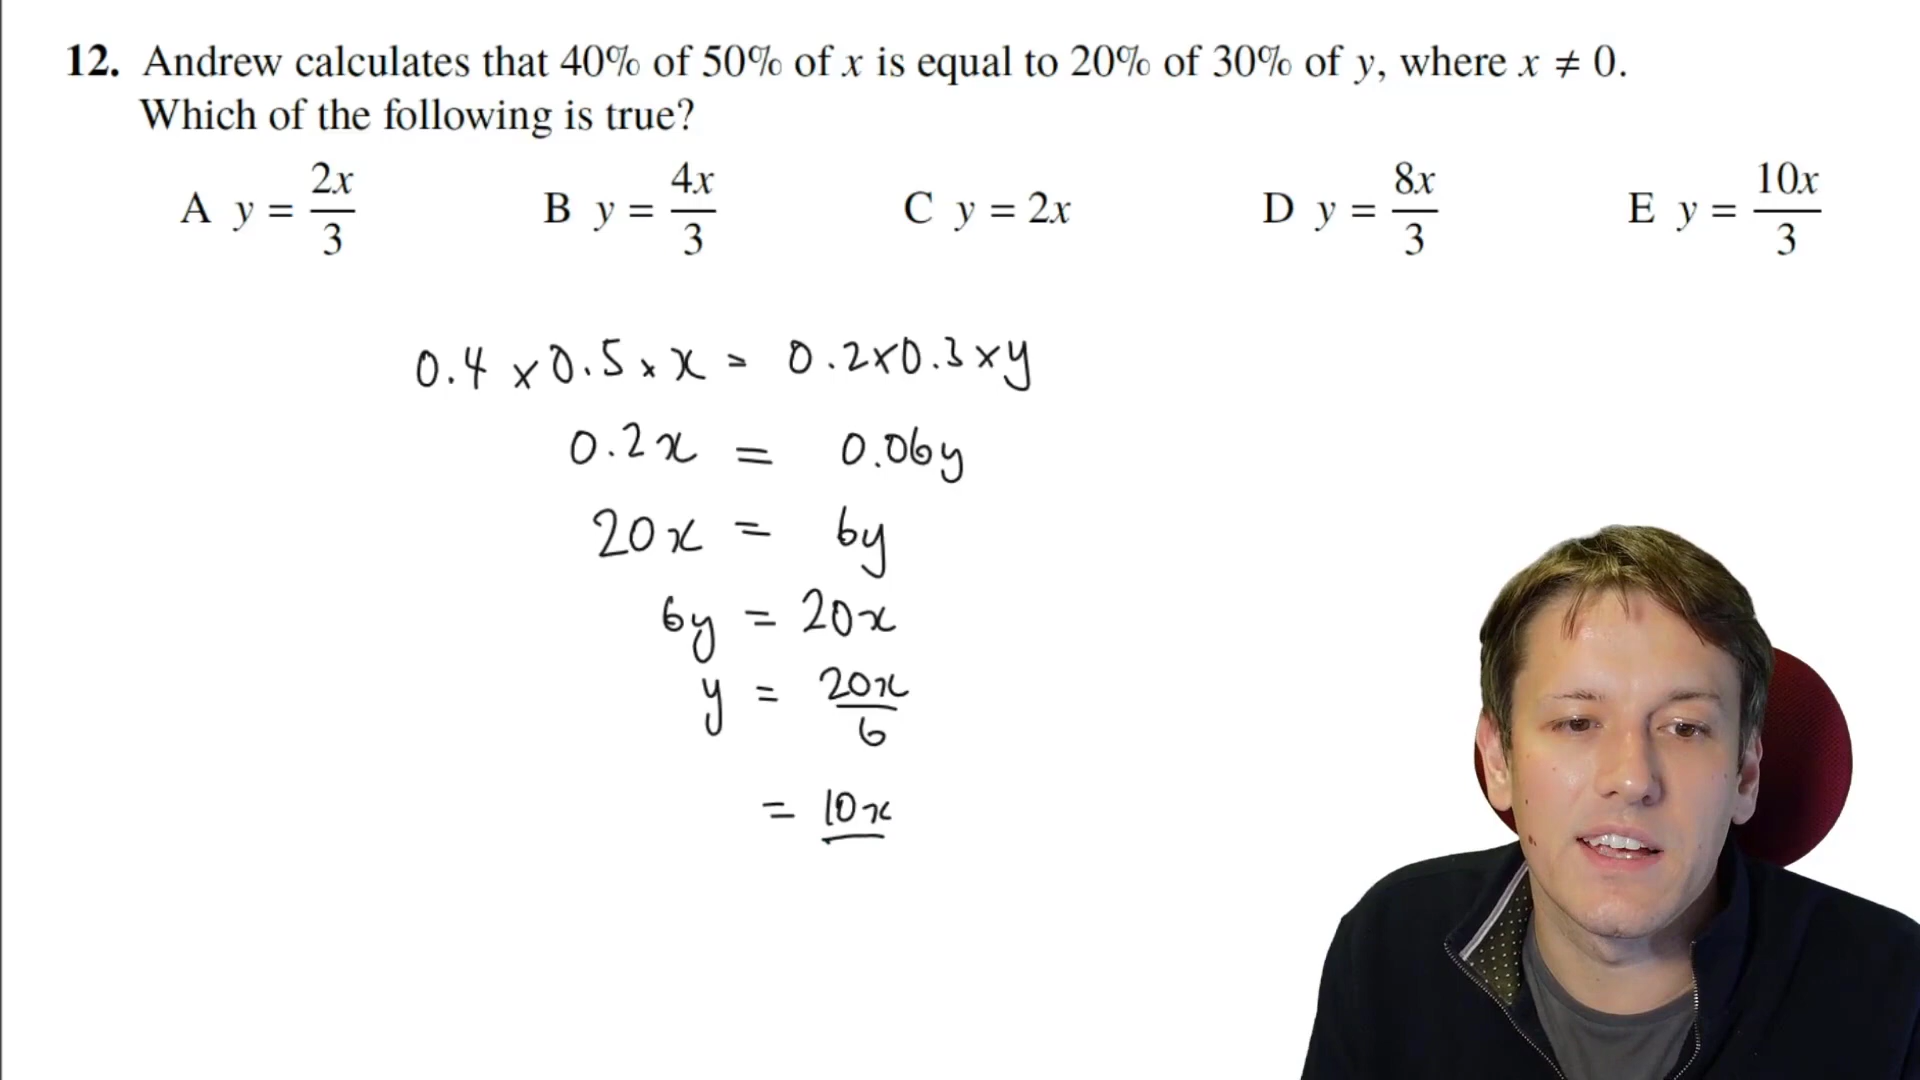 12. Andrew calculates that 40% of 50% of x is equal to 20% of 30% of y, where x ≠ 0.
Which of the following is true?
A y = 2x/3 B y = 4x/3 C y = 2x D y = 8x/3 E y = 10x/3
0.4 × 0.5 × x = 0.2 × 0.3 × y
0.2x = 0.06y
20x = 6y
6y = 20x
y = 20x/6
= 10x